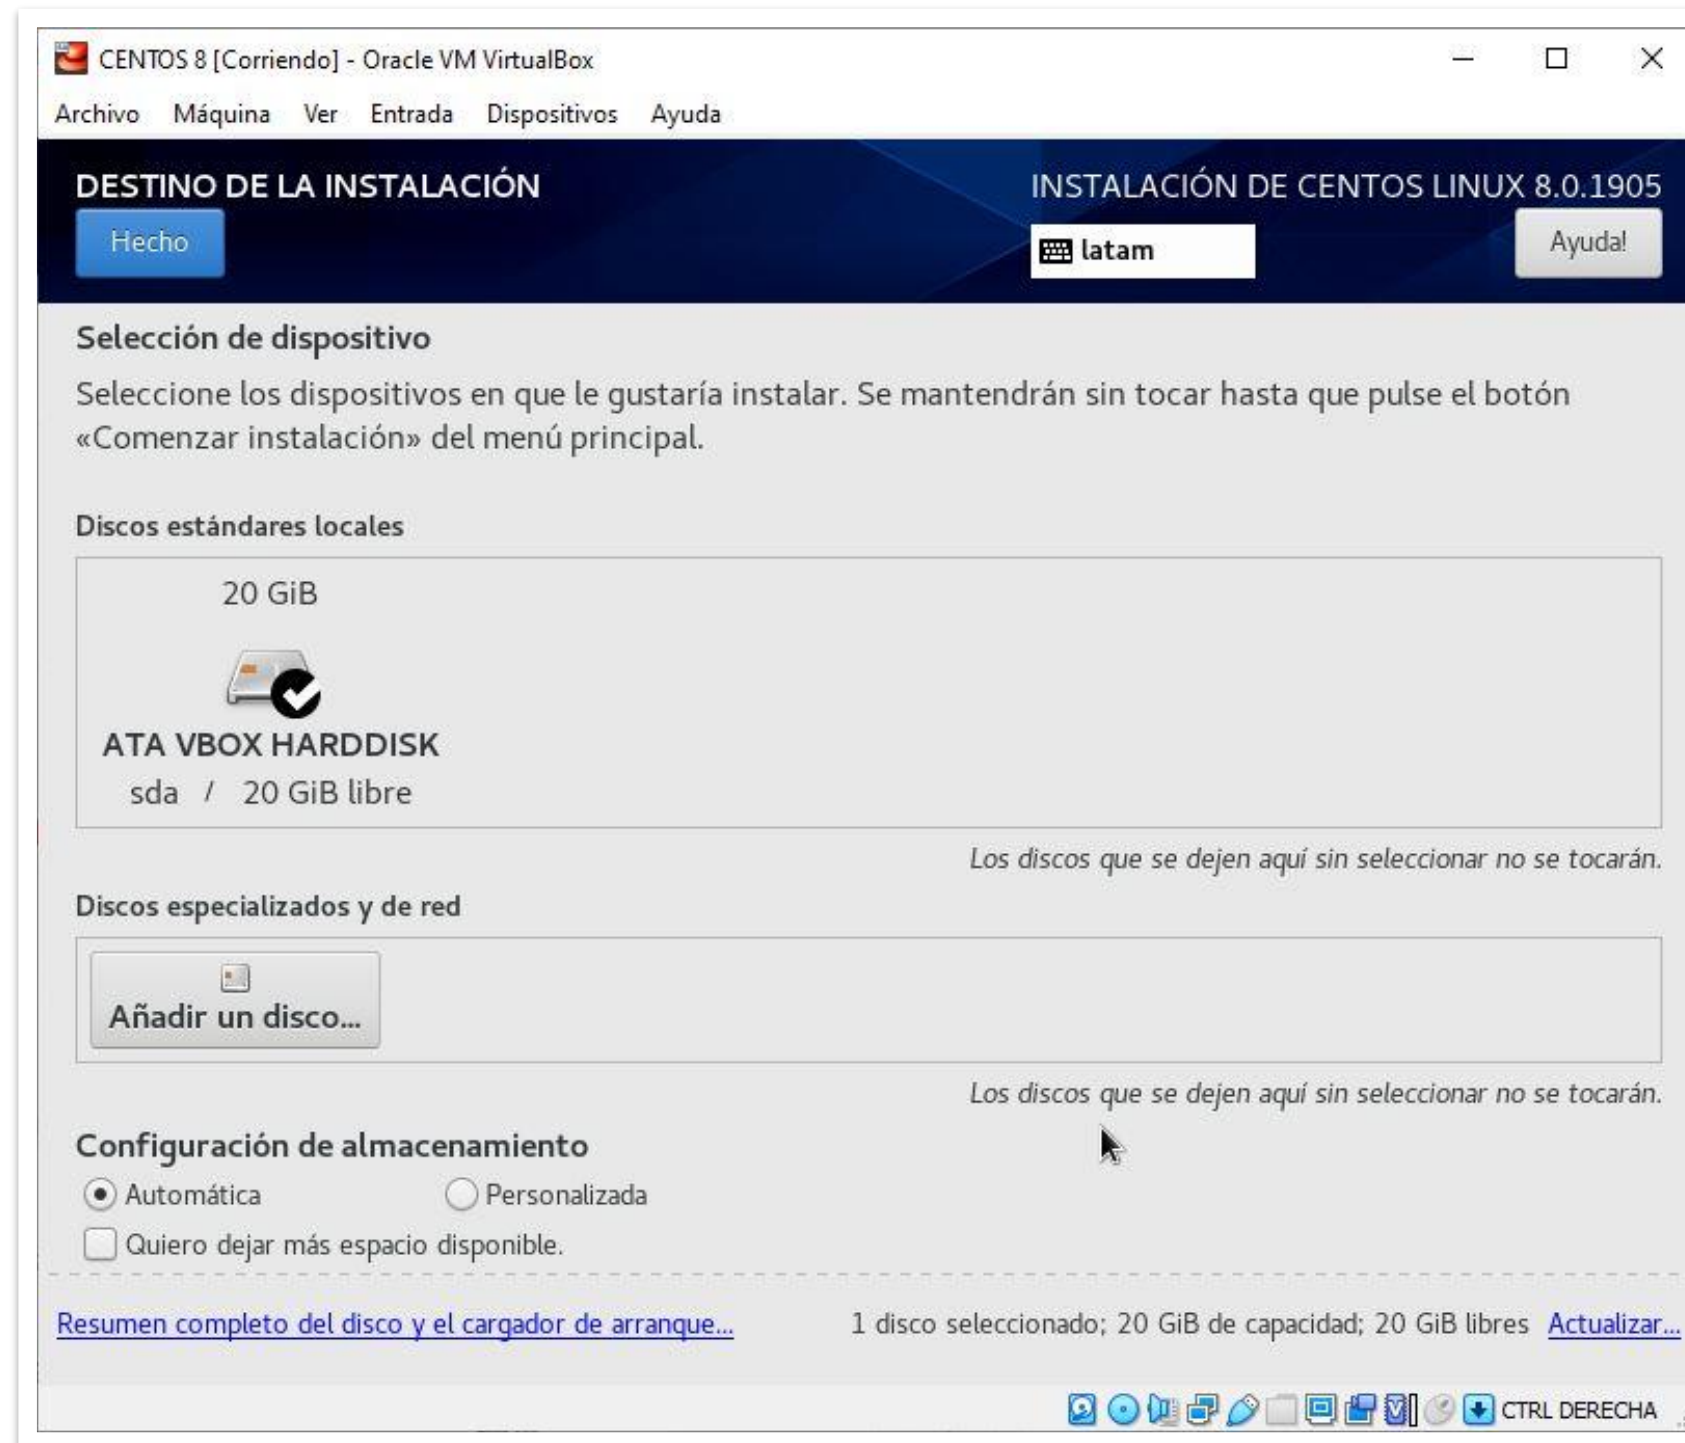 CENTOS 8 [Corriendo] - Oracle VM VirtualBox
Archivo Máquina Ver Entrada Dispositivos Ayuda
DESTINO DE LA INSTALACIÓN
INSTALACIÓN DE CENTOS LINUX 8.0.1905
Hecho
latam
Ayuda!
Selección de dispositivo
Seleccione los dispositivos en que le gustaría instalar. Se mantendrán sin tocar hasta que pulse el botón
«Comenzar instalación» del menú principal.
Discos estándares locales
20 GiB
ATA VBOX HARDDISK
sda / 20 GiB libre
Los discos que se dejen aquí sin seleccionar no se tocarán.
Discos especializados y de red
Añadir un disco...
Los discos que se dejen aquí sin seleccionar no se tocarán.
Configuración de almacenamiento
Automática Personalizada
Quiero dejar más espacio disponible.
Resumen completo del disco y el cargador de arranque... 1 disco seleccionado; 20 GiB de capacidad; 20 GiB libres Actualizar...
CTRL DERECHA